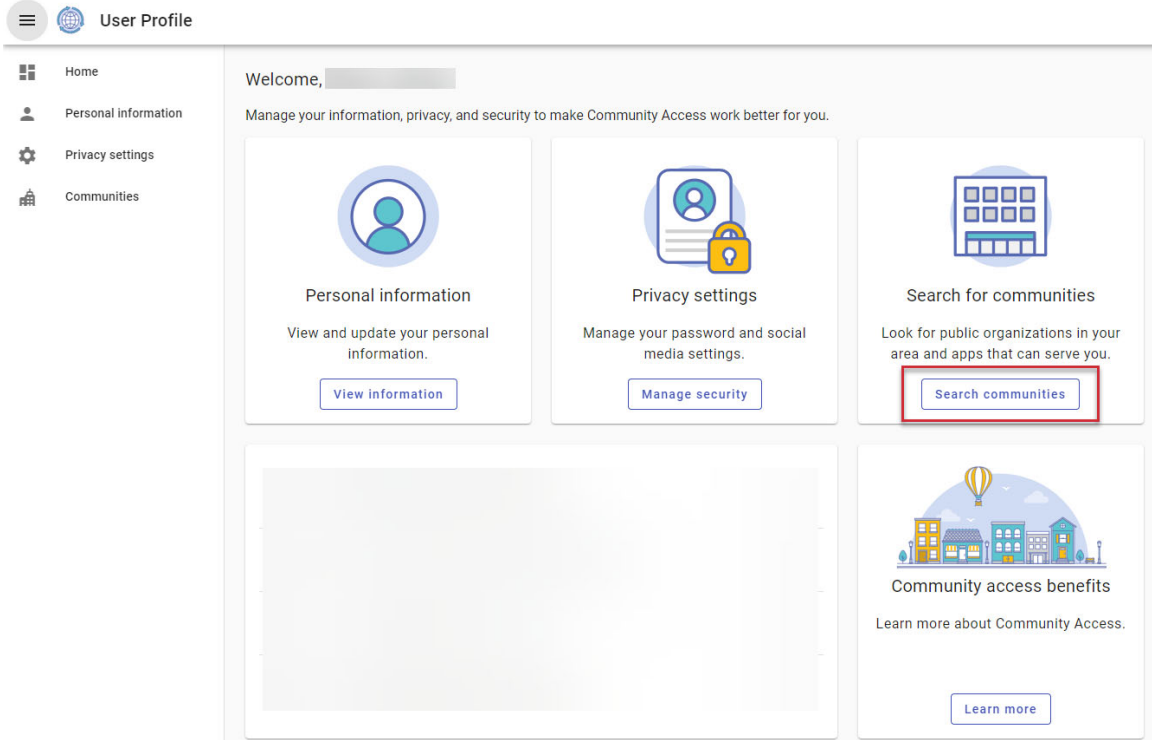 User Profile
Home
Personal information
Privacy settings
Communities
Welcome,
Manage your information, privacy, and security to make Community Access work better for you.
Personal information
View and update your personal
information.
View information
Privacy settings
Manage your password and social
media settings.
Manage security
Search for communities
Look for public organizations in your
area and apps that can serve you.
Search communities
Community access benefits
Learn more about Community Access.
Learn more